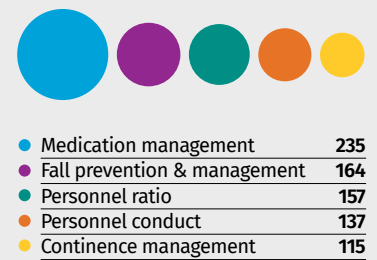 Medication management 235
Fall prevention & management 164
Personnel ratio 157
Personnel conduct 137
Continence management 115